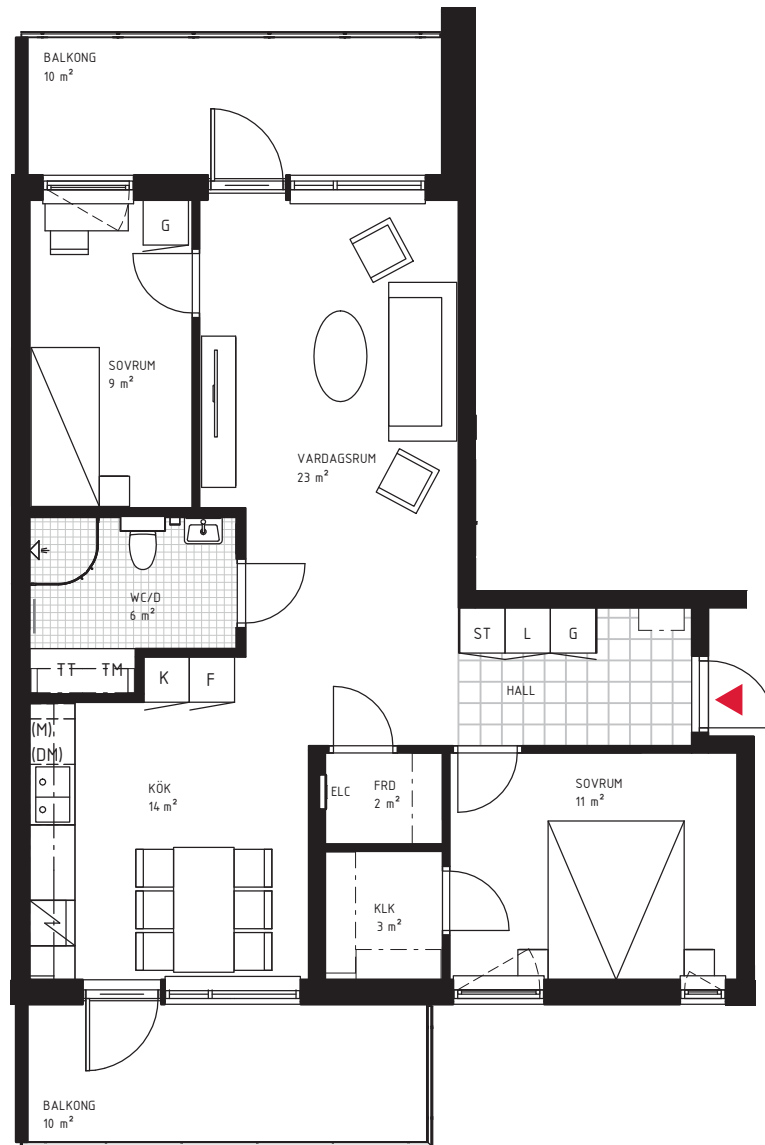 BALKONG
10 m²
G
SOVRUM
9 m²
VARDAGSRUM
23 m²
WC/D
6 m²
TT TM
K F
ST L G
HALL
(M)
(DM)
KÖK
14 m²
ELC
FRD
2 m²
SOVRUM
11 m²
KLK
3 m²
BALKONG
10 m²